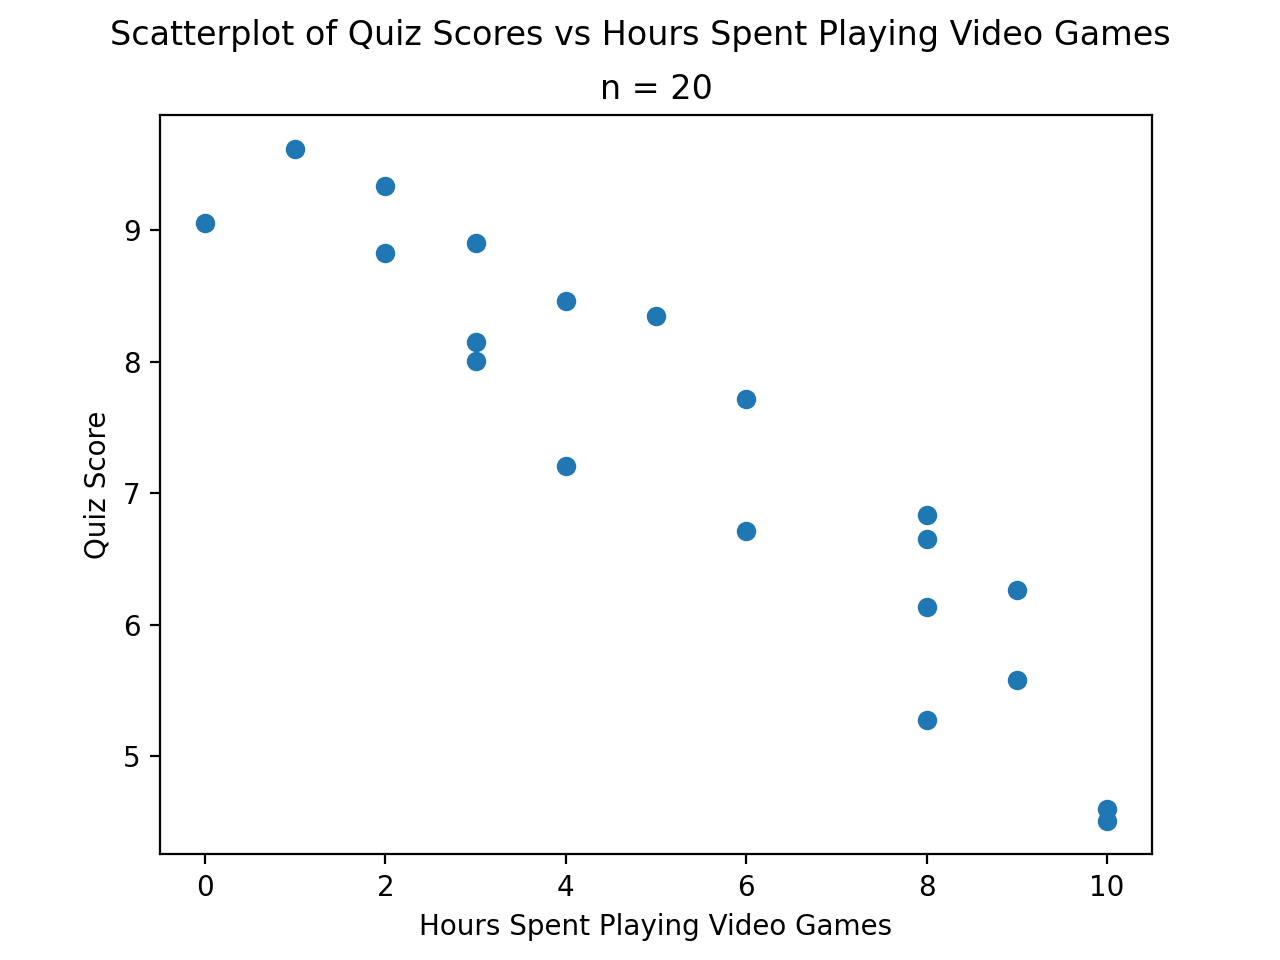 Scatterplot of Quiz Scores vs Hours Spent Playing Video Games
n = 20
9
8
7
6
5
Quiz Score
0 2 4 6 8 10
Hours Spent Playing Video Games